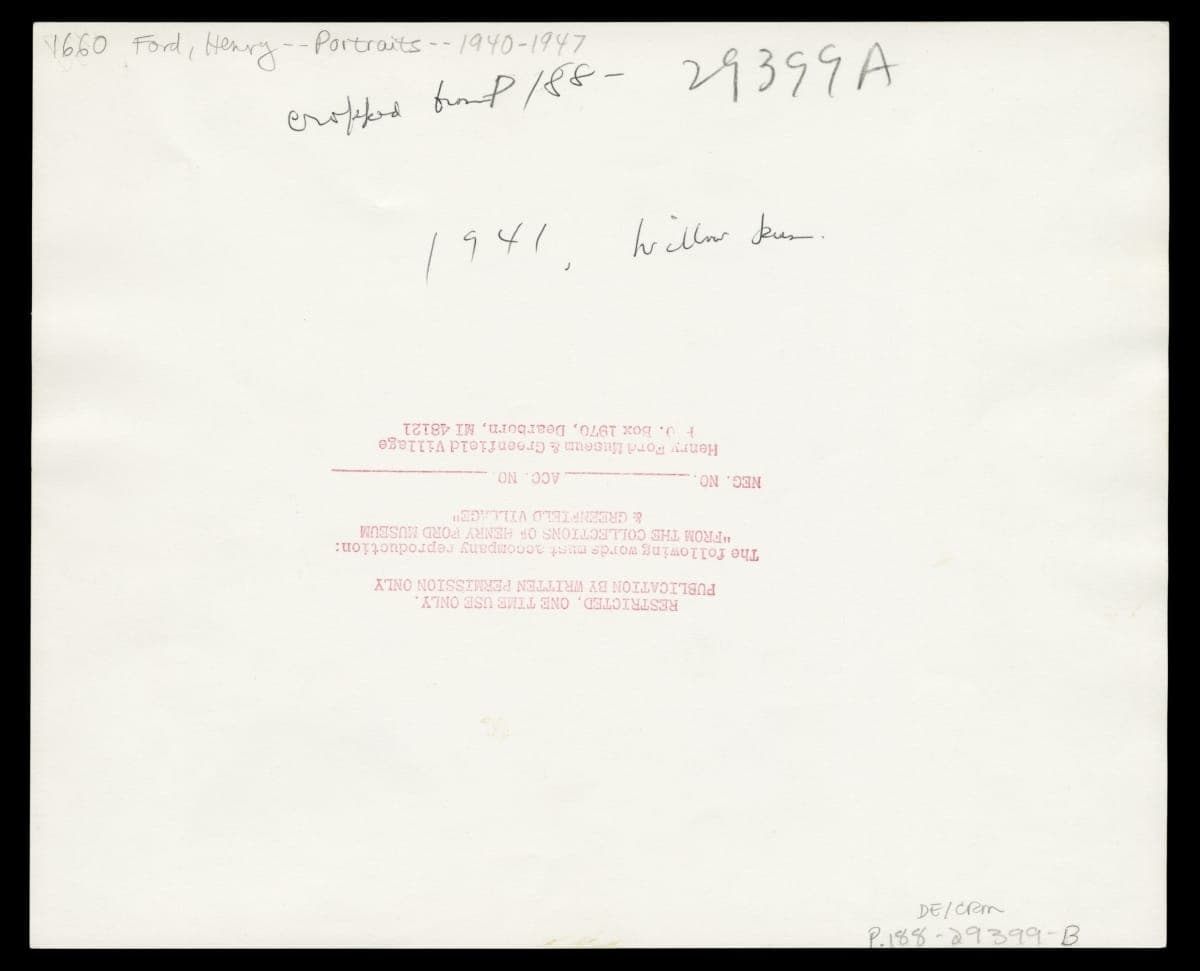 1660 Ford, Henry -- Portraits -- 1940-1947
cropped from P 188 - 29399A
1941, Willow Run.
RESTRICTED. ONE TIME USE ONLY.
PUBLICATION BY WRITTEN PERMISSION ONLY
The following words must accompany reproduction:
"FROM THE COLLECTIONS OF HENRY FORD MUSEUM
& GREENFIELD VILLAGE"
NEG. NO. ACC. NO
Henry Ford Museum & Greenfield Village
P. O. Box 1970, Dearborn, MI 48121
DE/CRM
P.188-29399-B